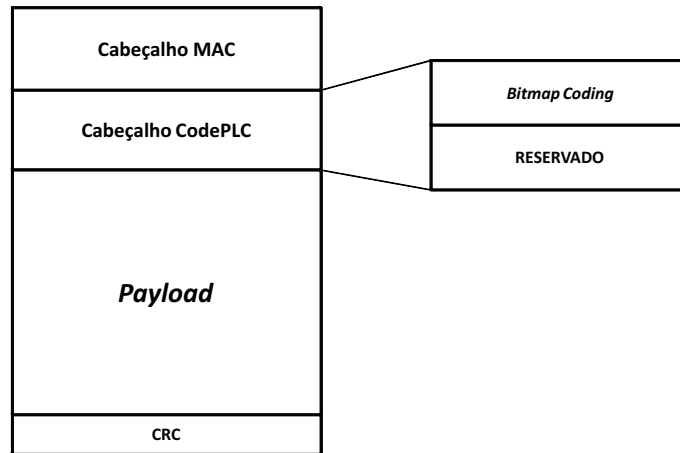 Cabeçalho MAC
Bitmap Coding
Cabeçalho CodePLC
RESERVADO
Payload
CRC